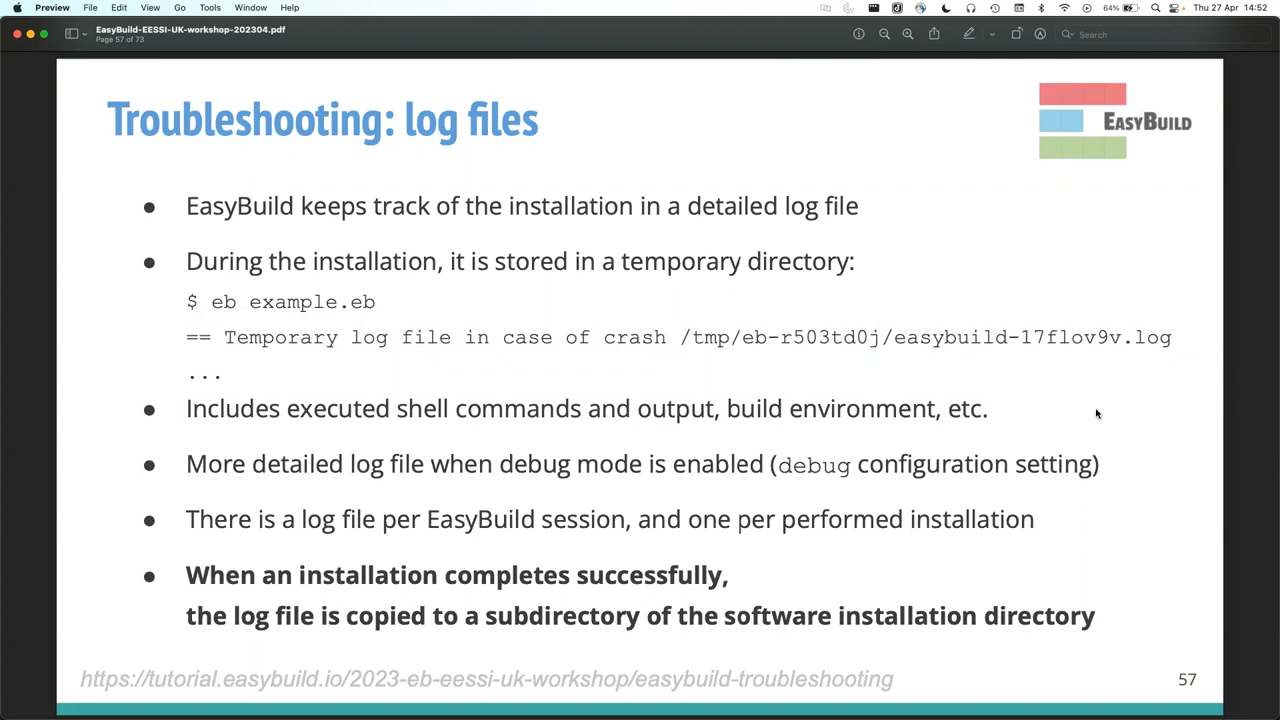 Preview File Edit View Go Tools Window Help 64% Thu 27 Apr 14:52
EasyBuild-EESSI-UK-workshop-202304.pdf
Page 57 of 73
Search
Troubleshooting: log files
EASYBUILD
● EasyBuild keeps track of the installation in a detailed log file
● During the installation, it is stored in a temporary directory:
$ eb example.eb
== Temporary log file in case of crash /tmp/eb-r503td0j/easybuild-17flov9v.log
...
● Includes executed shell commands and output, build environment, etc.
● More detailed log file when debug mode is enabled (debug configuration setting)
● There is a log file per EasyBuild session, and one per performed installation
● When an installation completes successfully,
the log file is copied to a subdirectory of the software installation directory
https://tutorial.easybuild.io/2023-eb-eessi-uk-workshop/easybuild-troubleshooting
57